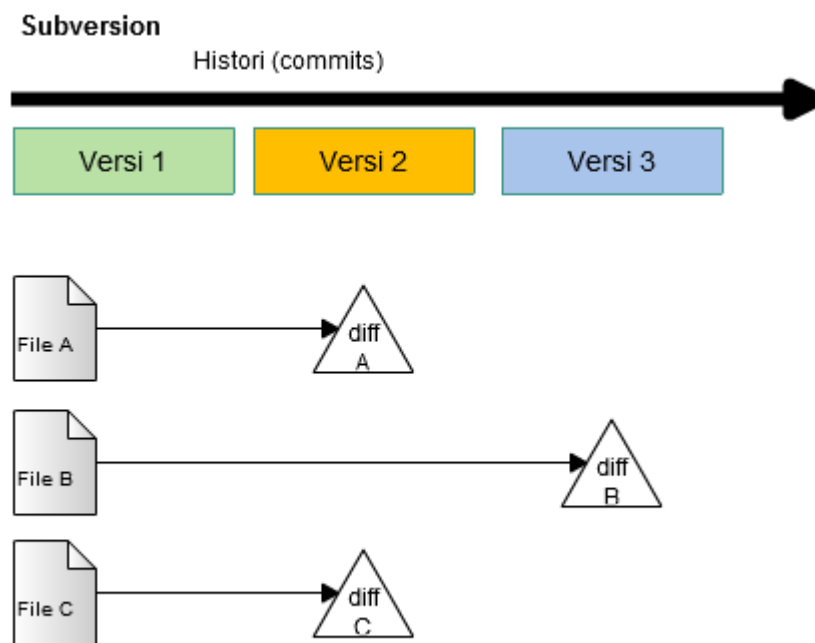 Subversion
Histori (commits)
Versi 1
Versi 2
Versi 3
File A
diff
A
File B
diff
B
File C
diff
C